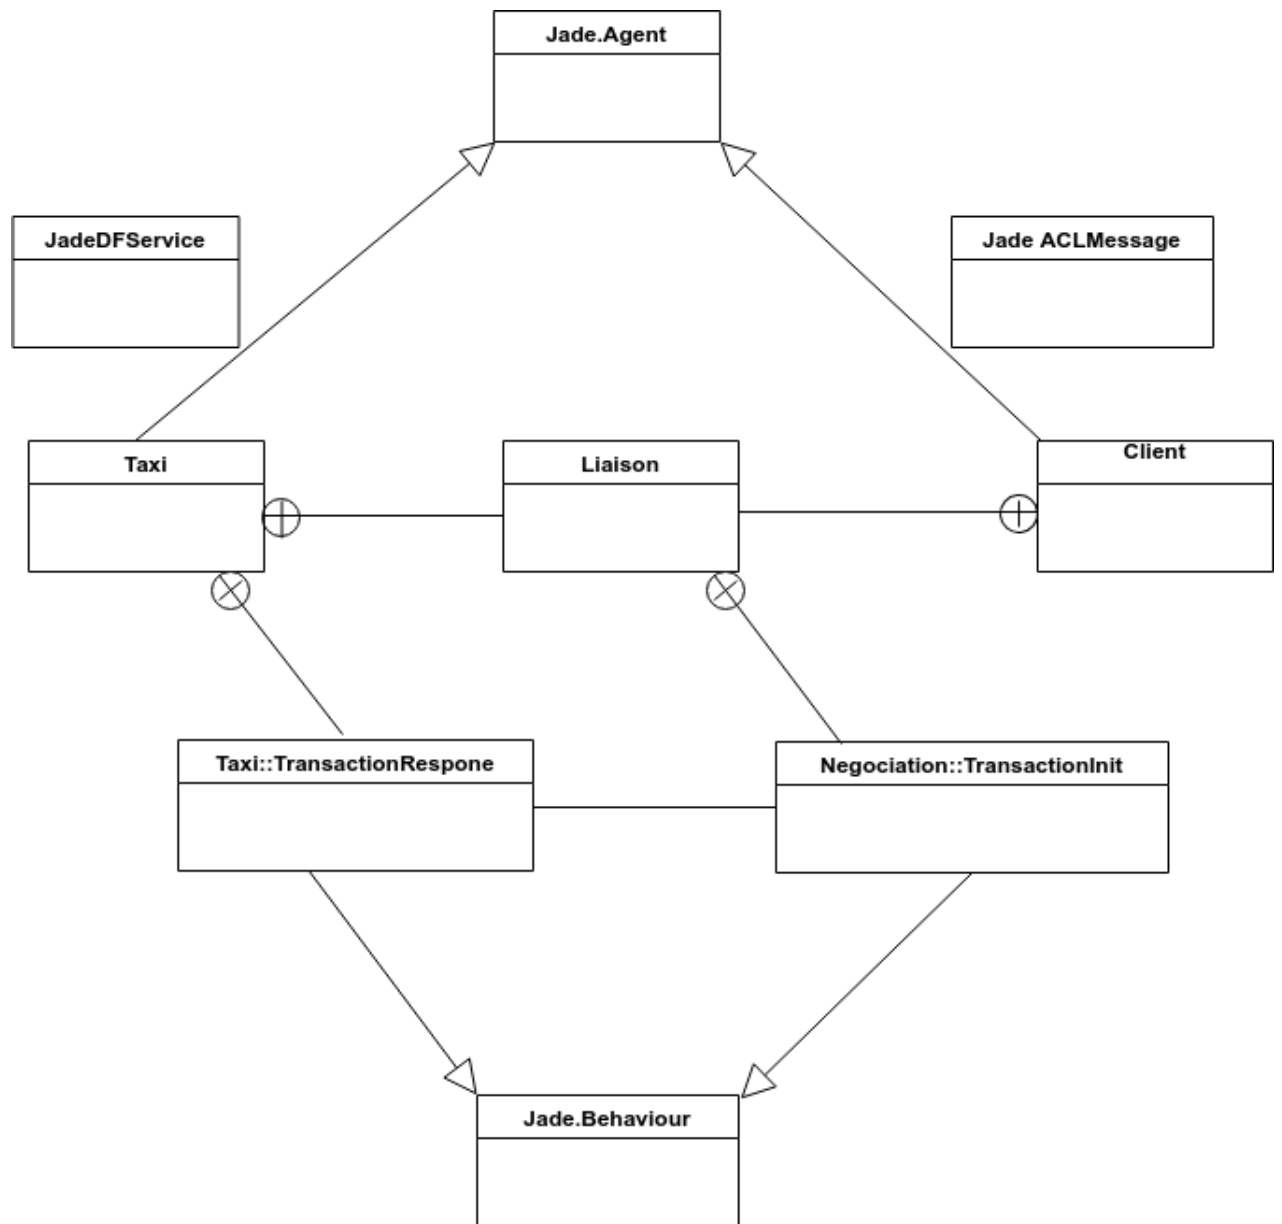 Jade.Agent
JadeDFService
Jade ACLMessage
Taxi
Liaison
Client
Taxi::TransactionRespone
Negociation::TransactionInit
Jade.Behaviour